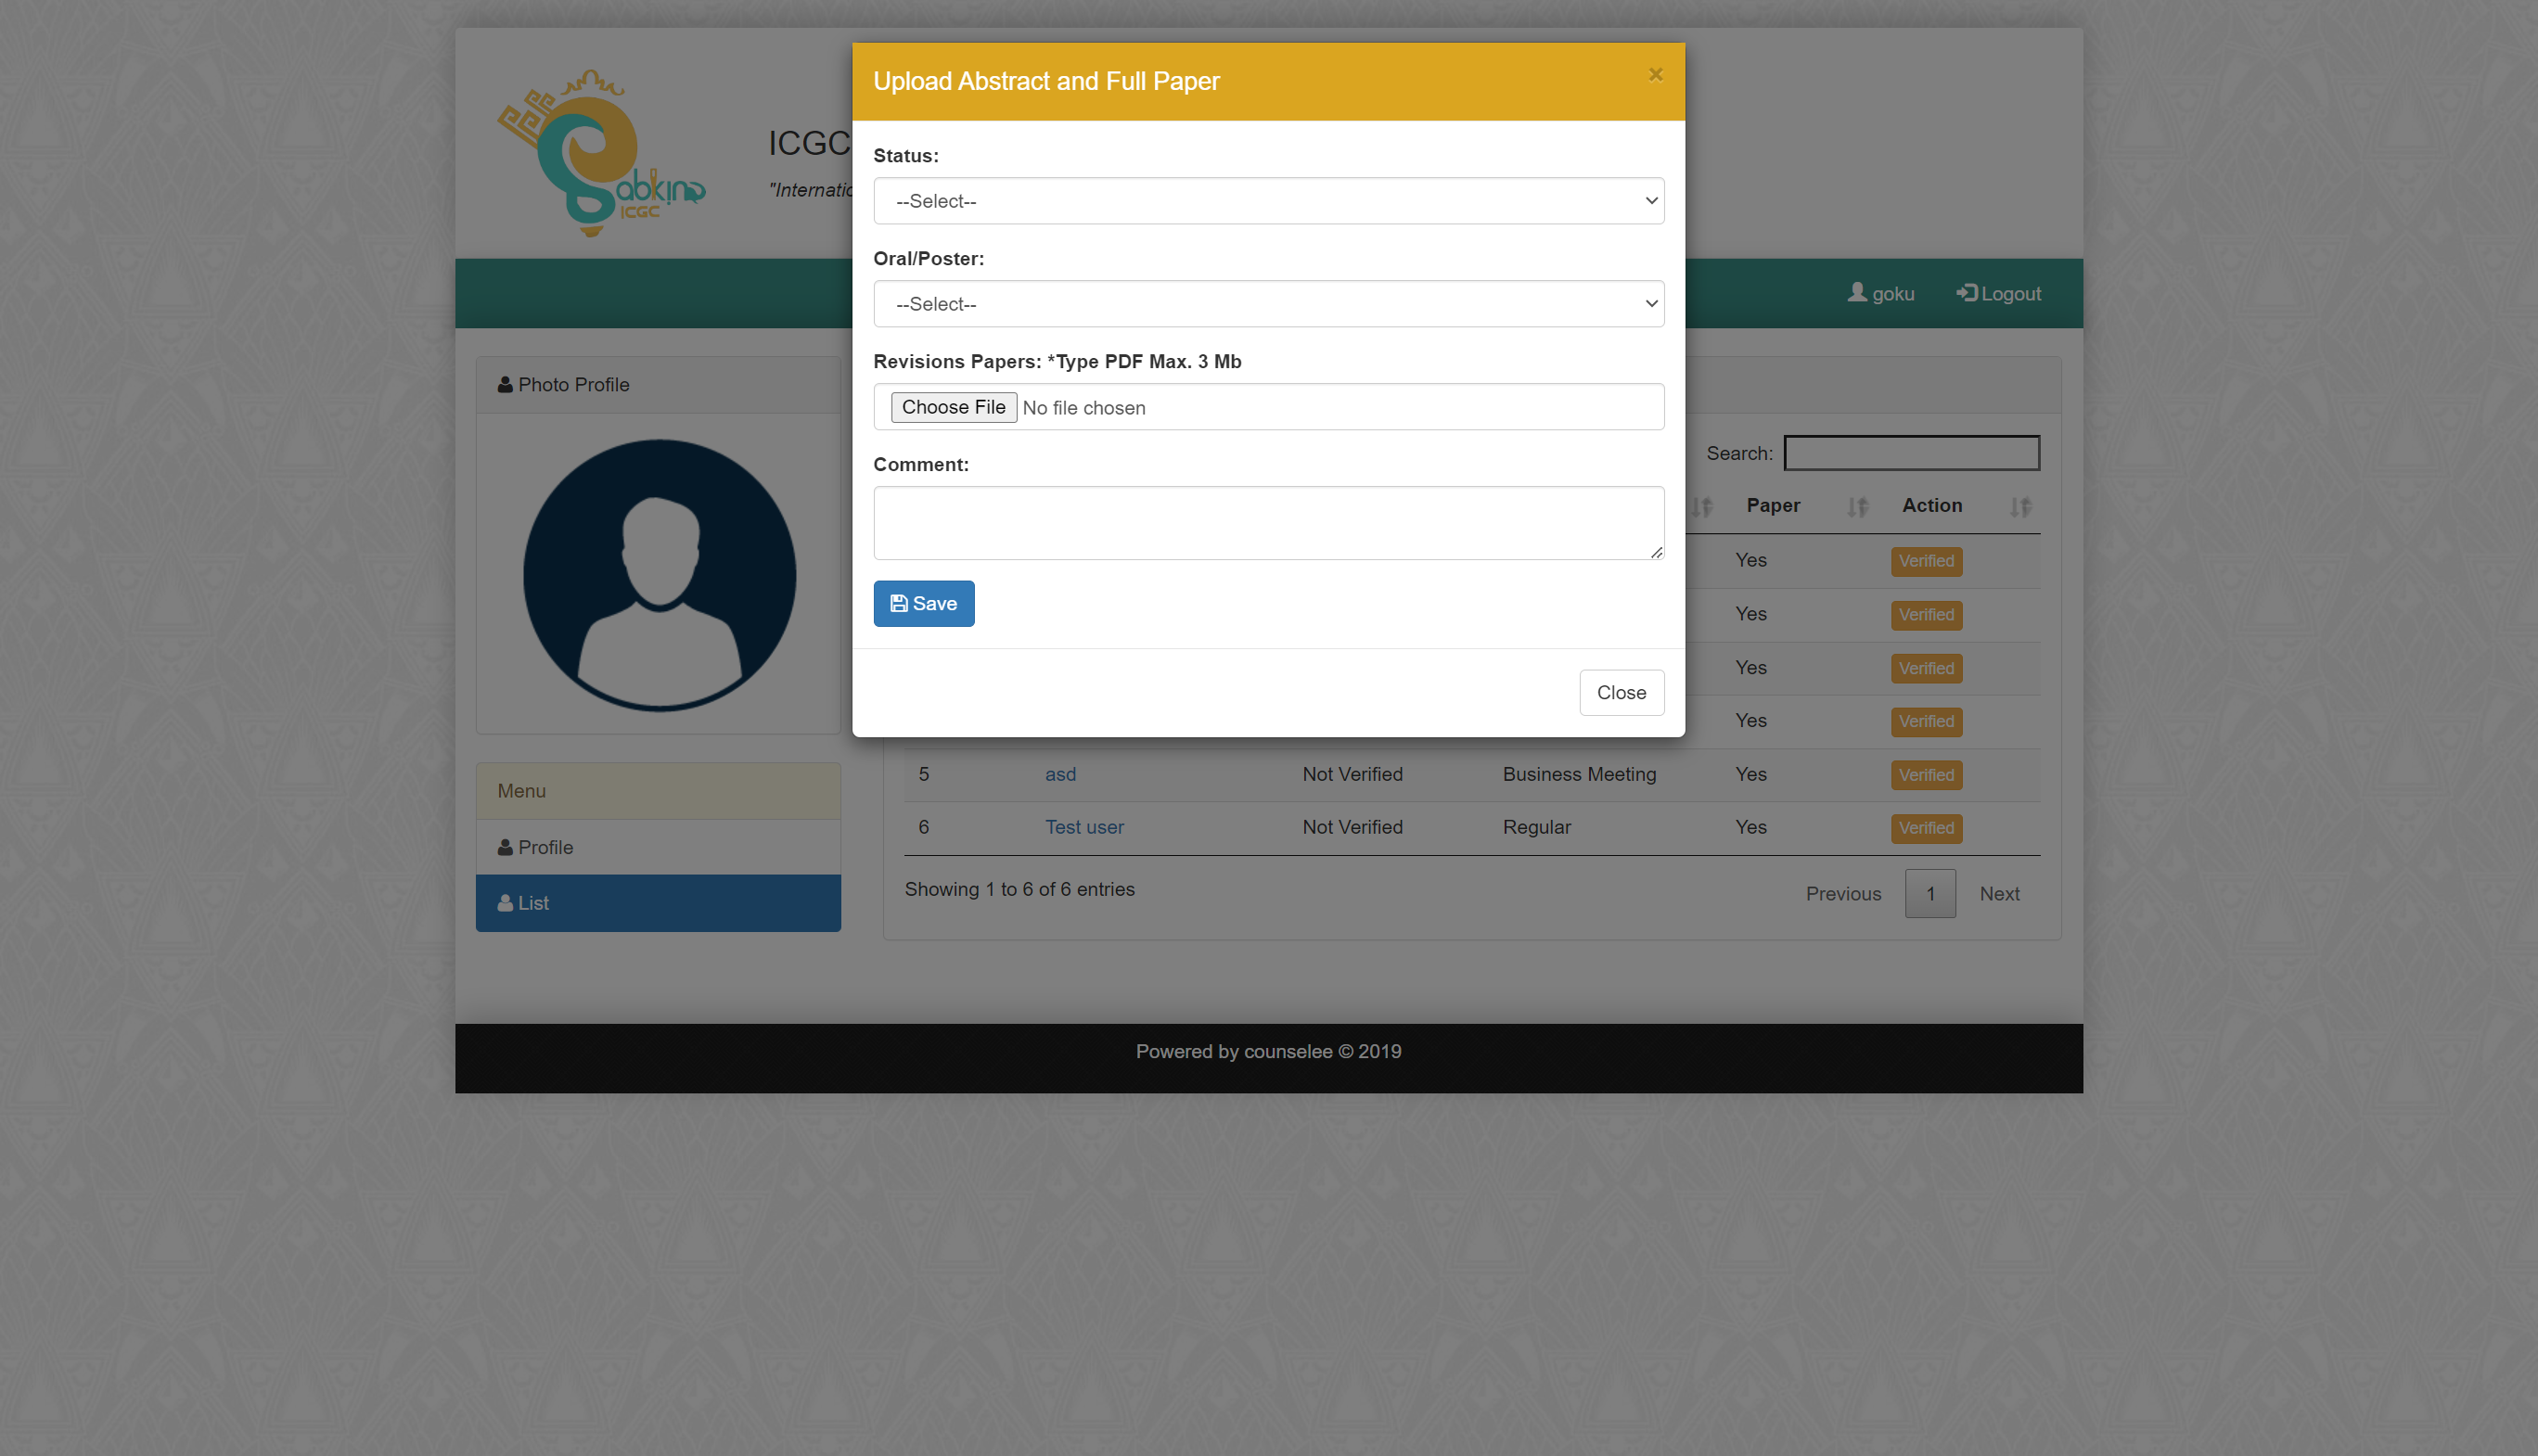 abkin
ICGC
ICGC
"Internatio
Upload Abstract and Full Paper
×
Status:
--Select--
Oral/Poster:
--Select--
Revisions Papers: *Type PDF Max. 3 Mb
Choose File No file chosen
Comment:
Save
Close
goku Logout
Photo Profile
Menu
Profile
List
Search:
Paper Action
Yes Verified
Yes Verified
Yes Verified
Yes Verified
5 asd Not Verified Business Meeting Yes Verified
6 Test user Not Verified Regular Yes Verified
Showing 1 to 6 of 6 entries
Previous 1 Next
Powered by counselee © 2019